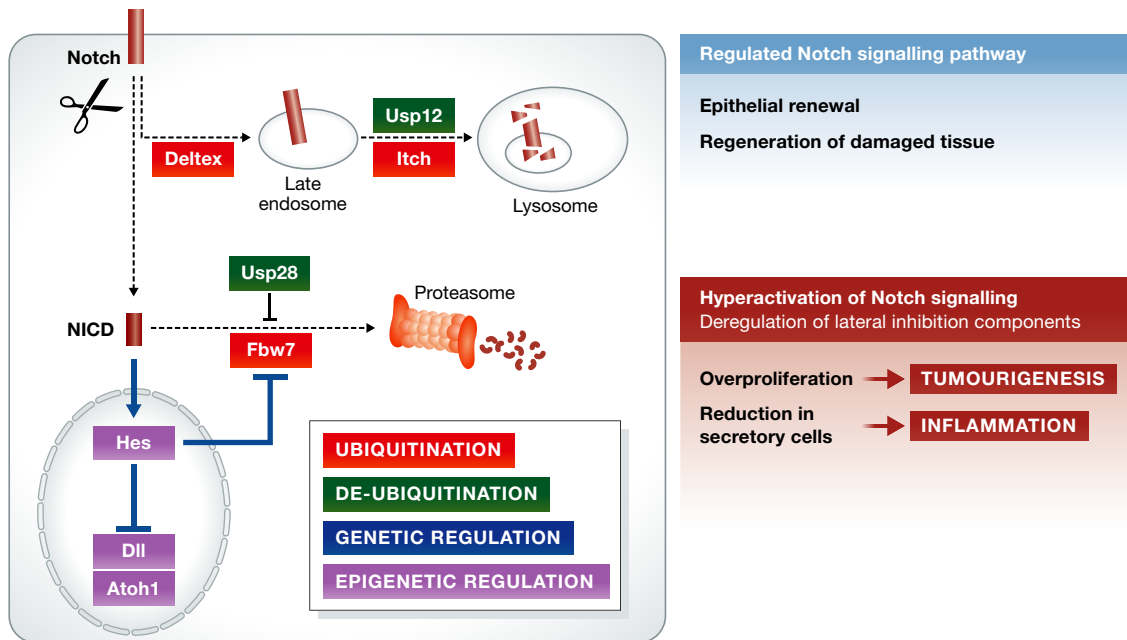 Notch
Usp12
Deltex
Itch
Late
endosome
Lysosome
Usp28
Proteasome
NICD
Fbw7
Hes
Dll
Atoh1
UBIQUITINATION
DE-UBIQUITINATION
GENETIC REGULATION
EPIGENETIC REGULATION
Regulated Notch signalling pathway
Epithelial renewal
Regeneration of damaged tissue
Hyperactivation of Notch signalling
Deregulation of lateral inhibition components
Overproliferation
TUMOURIGENESIS
Reduction in
secretory cells
INFLAMMATION